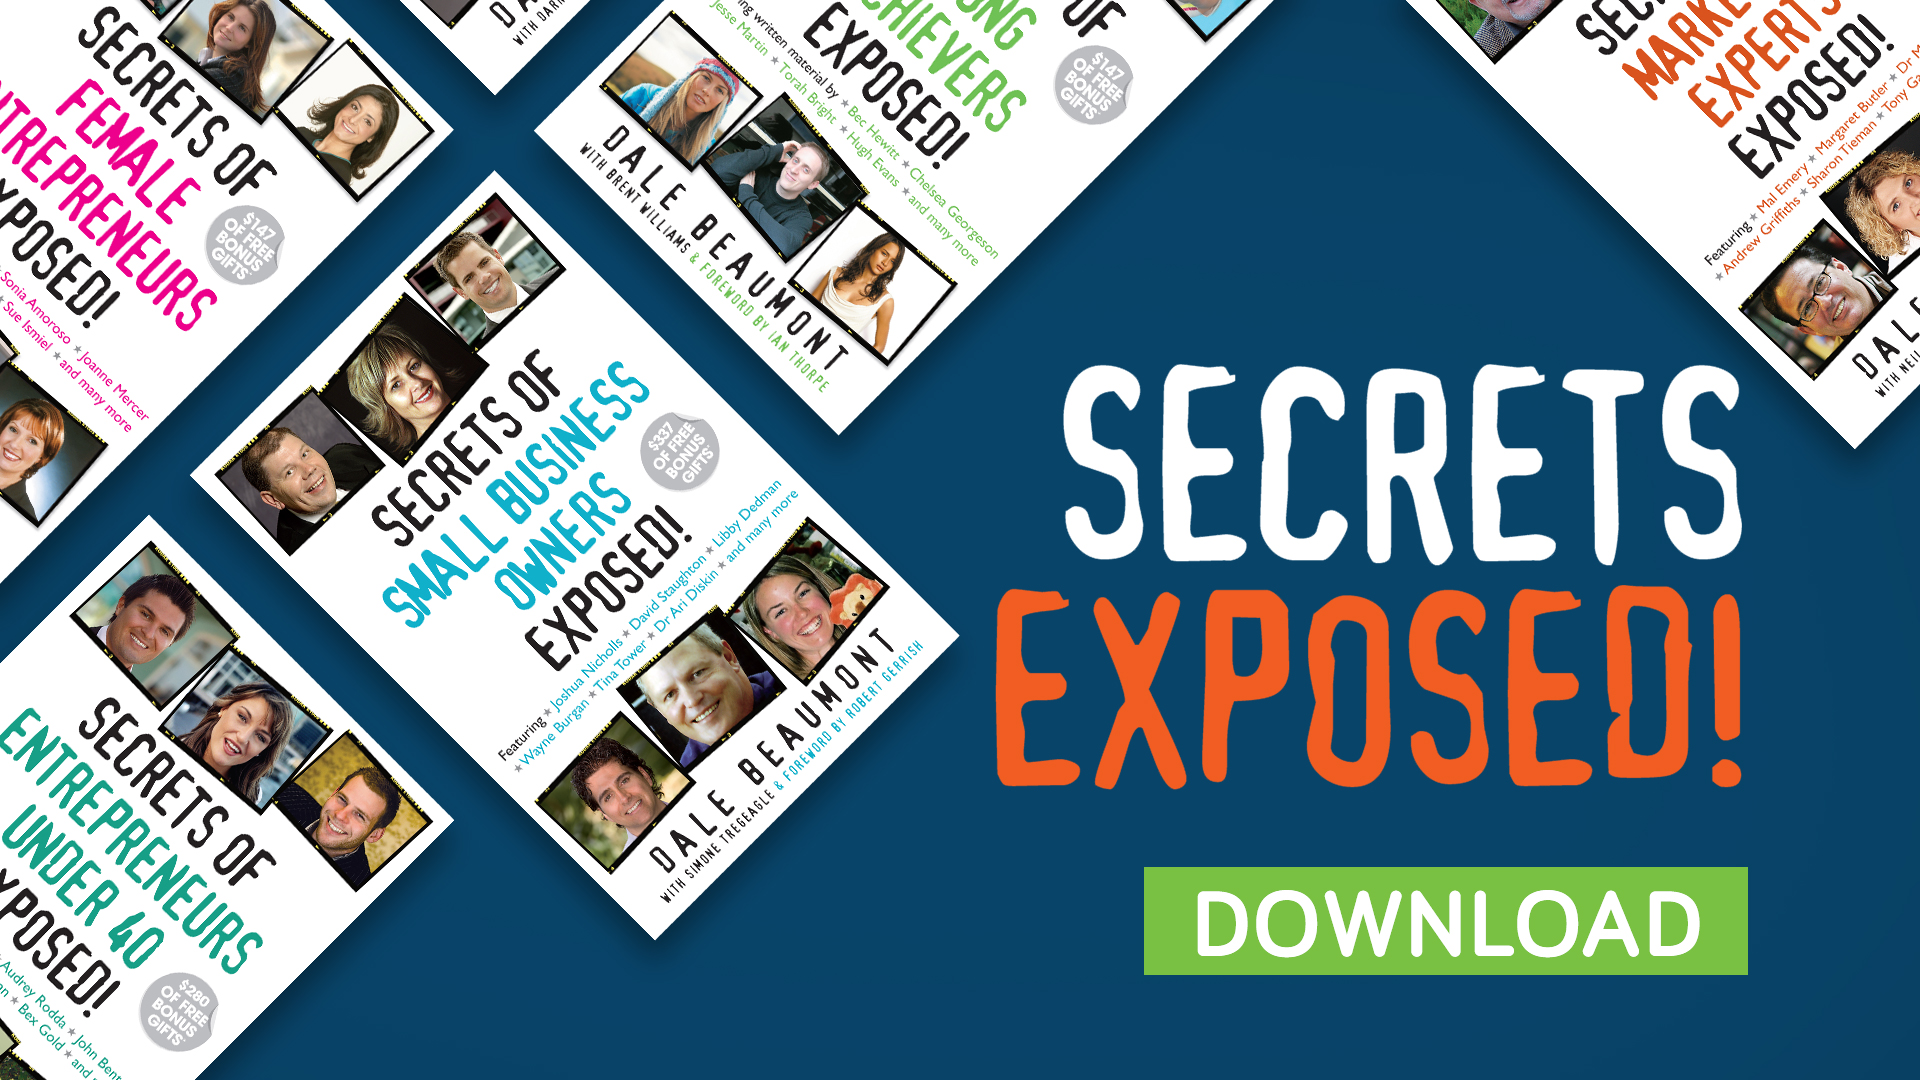 SECRETS OF
FEMALE
EXPOSED!
$147
OF FREE
BONUS
GIFTS
Sonia Amoroso ★ Joanne Mercer
★ Sue Ismiel ★ and many more
WITH
EXPOSED!
$147
OF FREE
BONUS
GIFTS
written material by ★ Bec Hewitt ★ Chelsea Georgeson
Jesse Martin ★ Torah Bright ★ Hugh Evans ★ and many more
DALE BEAUMONT
WITH BRENT WILLIAMS & FOREWORD BY IAN THORPE
EXPOSED!
Featuring ★ Mal Emery ★ Margaret Butler ★ Dr
★ Andrew Griffiths ★ Sharon Tieman ★ Tony
WITH
SECRETS OF
SMALL BUSINESS
OWNERS
EXPOSED!
$337
OF FREE
BONUS
GIFTS
Featuring ★ Joshua Nicholls ★ David Staughton ★ Libby Dedman
★ Wayne Burgan ★ Tina Tower ★ Dr Ari Diskin ★ and many more
DALE BEAUMONT
WITH SIMONE TREGEAGLE & FOREWORD BY ROBERT GERRISH
SECRETS OF
ENTREPRENEURS
UNDER 40
$280
OF FREE
BONUS
GIFTS
Audrey Rodda ★ John
★ Bex Gold ★ and
SECRETS
EXPOSED!
DOWNLOAD